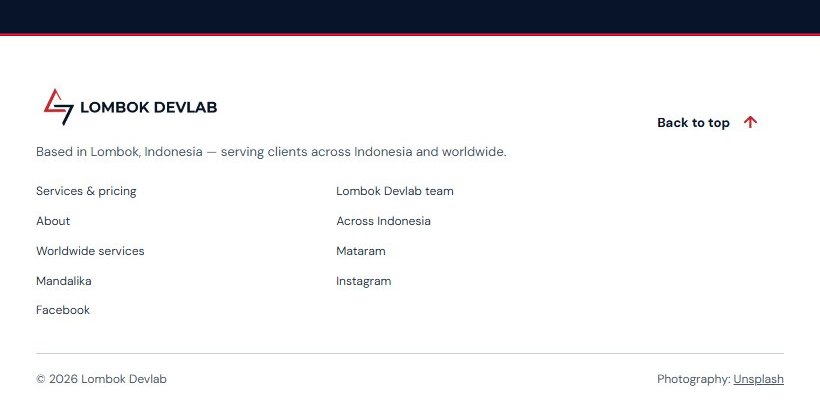 LOMBOK DEVLAB
Back to top
Based in Lombok, Indonesia — serving clients across Indonesia and worldwide.
Services & pricing
Lombok Devlab team
About
Across Indonesia
Worldwide services
Mataram
Mandalika
Instagram
Facebook
© 2026 Lombok Devlab
Photography: Unsplash